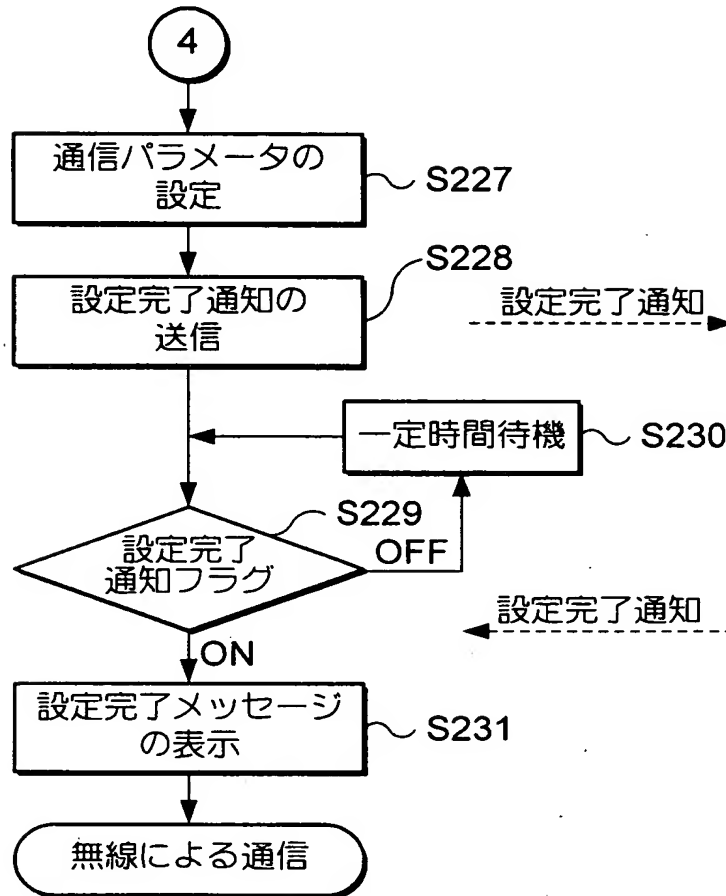 4
通信パラメータの
設定
S227
S228
設定完了通知の
送信
設定完了通知
一定時間待機
S230
S229
設定完了
通知フラグ
OFF
設定完了通知
ON
設定完了メッセージ
の表示
S231
無線による通信